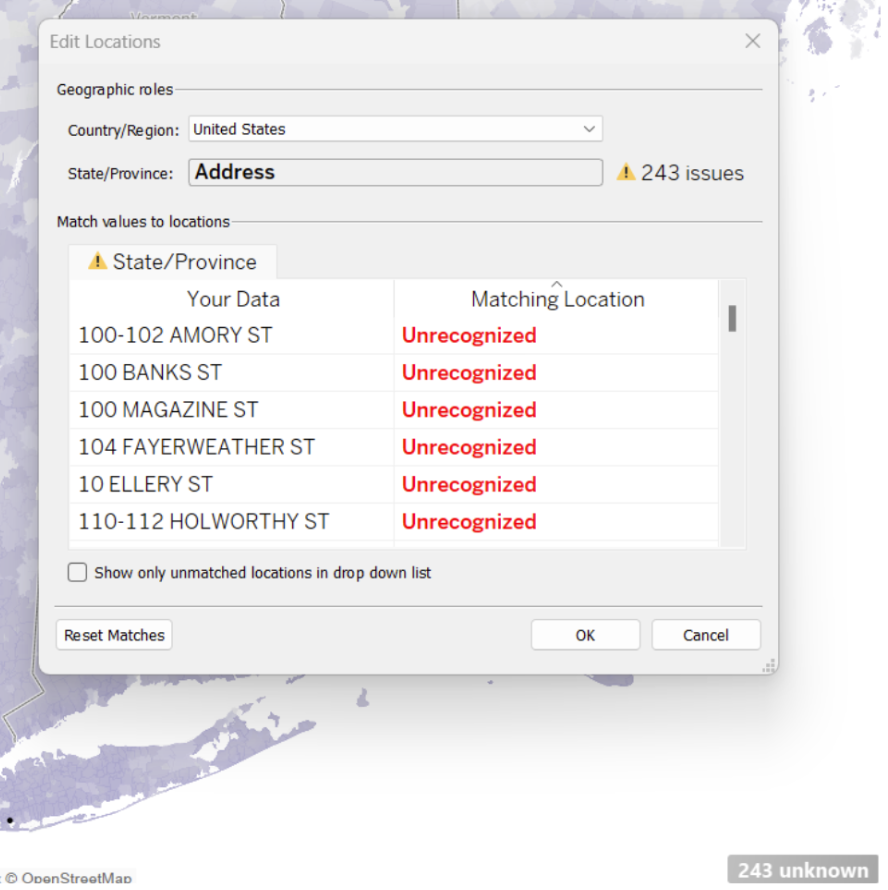 Vermont
Edit Locations
Geographic roles
Country/Region: United States
State/Province: Address 243 issues
Match values to locations
State/Province
Your Data Matching Location
100-102 AMORY ST Unrecognized
100 BANKS ST Unrecognized
100 MAGAZINE ST Unrecognized
104 FAYERWEATHER ST Unrecognized
10 ELLERY ST Unrecognized
110-112 HOLWORTHY ST Unrecognized
Show only unmatched locations in drop down list
Reset Matches OK Cancel
© OpenStreetMap
243 unknown